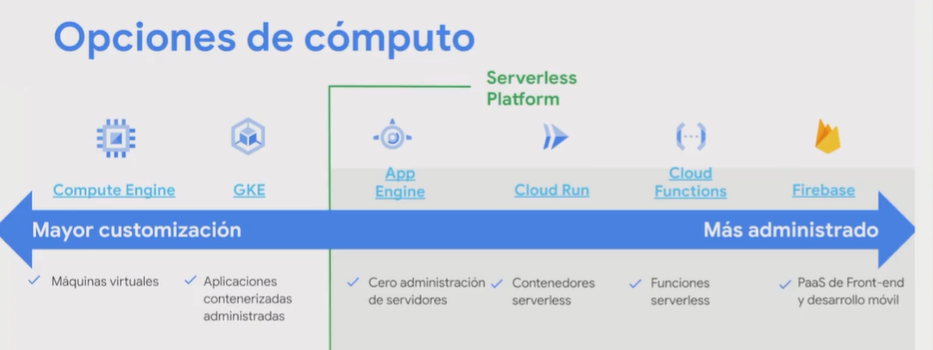 Opciones de cómputo
Serverless
Platform
Compute Engine
GKE
App
Engine
Cloud Run
Cloud
Functions
Firebase
Mayor customización
Más administrado
Máquinas virtuales
Aplicaciones
contenerizadas
administradas
Cero administración
de servidores
Contenedores
serverless
Funciones
serverless
PaaS de Front-end
y desarrollo móvil